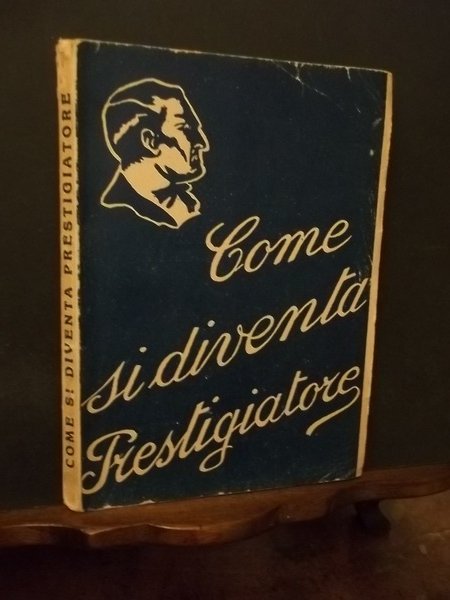 COME SI DIVENTA PRESTIGIATORE
Come
si diventa
Prestigiatore